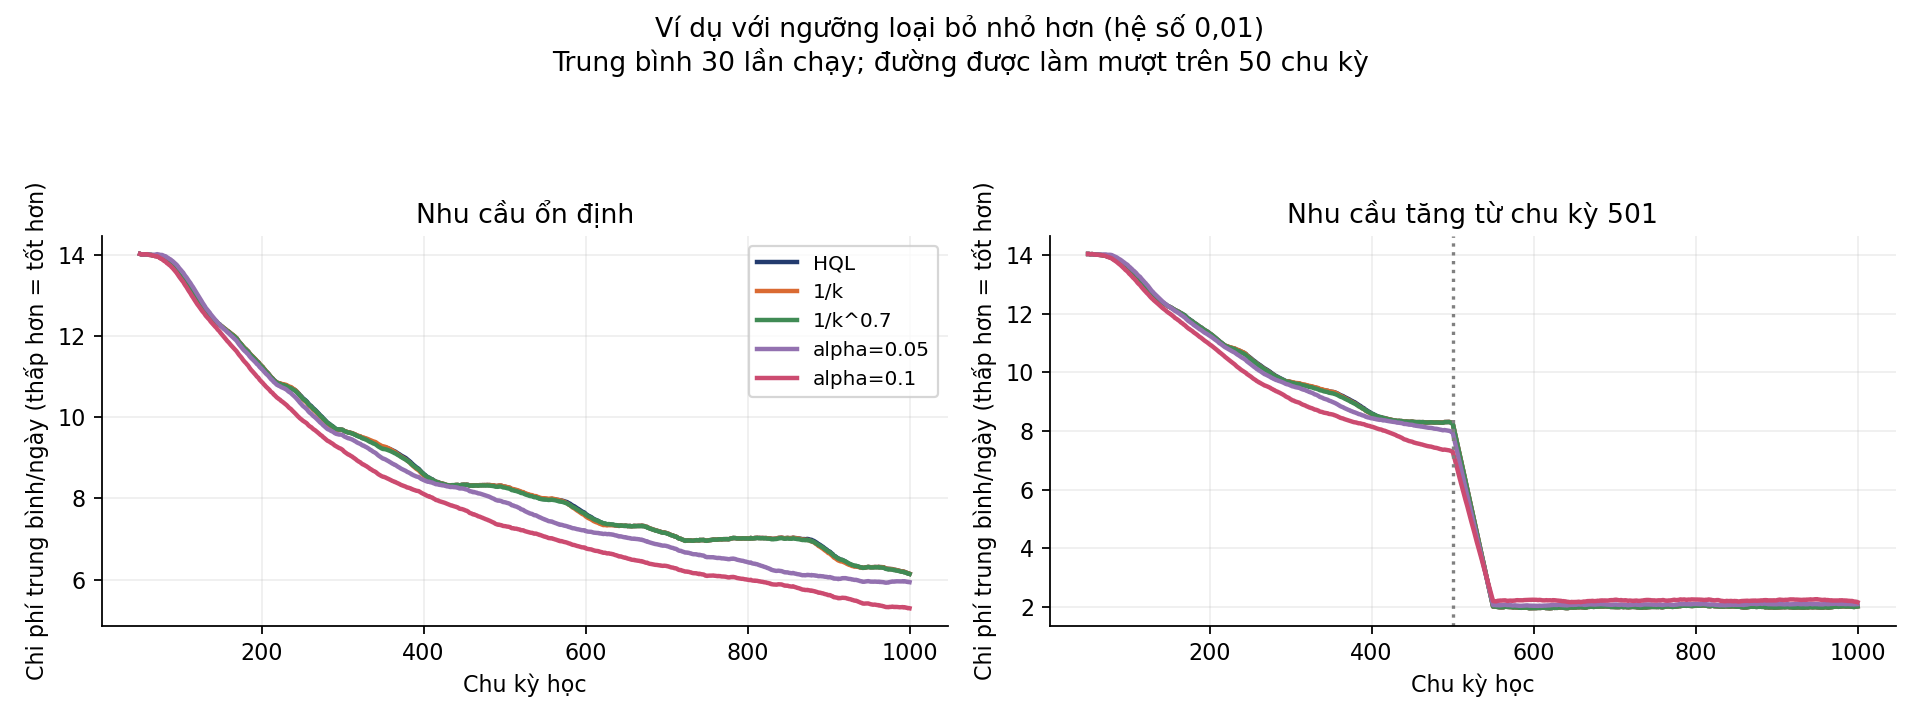 Ví dụ với ngưỡng loại bỏ nhỏ hơn (hệ số 0,01)
Trung bình 30 lần chạy; đường được làm mượt trên 50 chu kỳ
Nhu cầu ổn định
Chi phí trung bình/ngày (thấp hơn = tốt hơn)
14
12
10
8
6
HQL
1/k
1/k^0.7
alpha=0.05
alpha=0.1
200
400
600
800
1000
Chu kỳ học
Nhu cầu tăng từ chu kỳ 501
Chi phí trung bình/ngày (thấp hơn = tốt hơn)
14
12
10
8
6
4
2
200
400
600
800
1000
Chu kỳ học